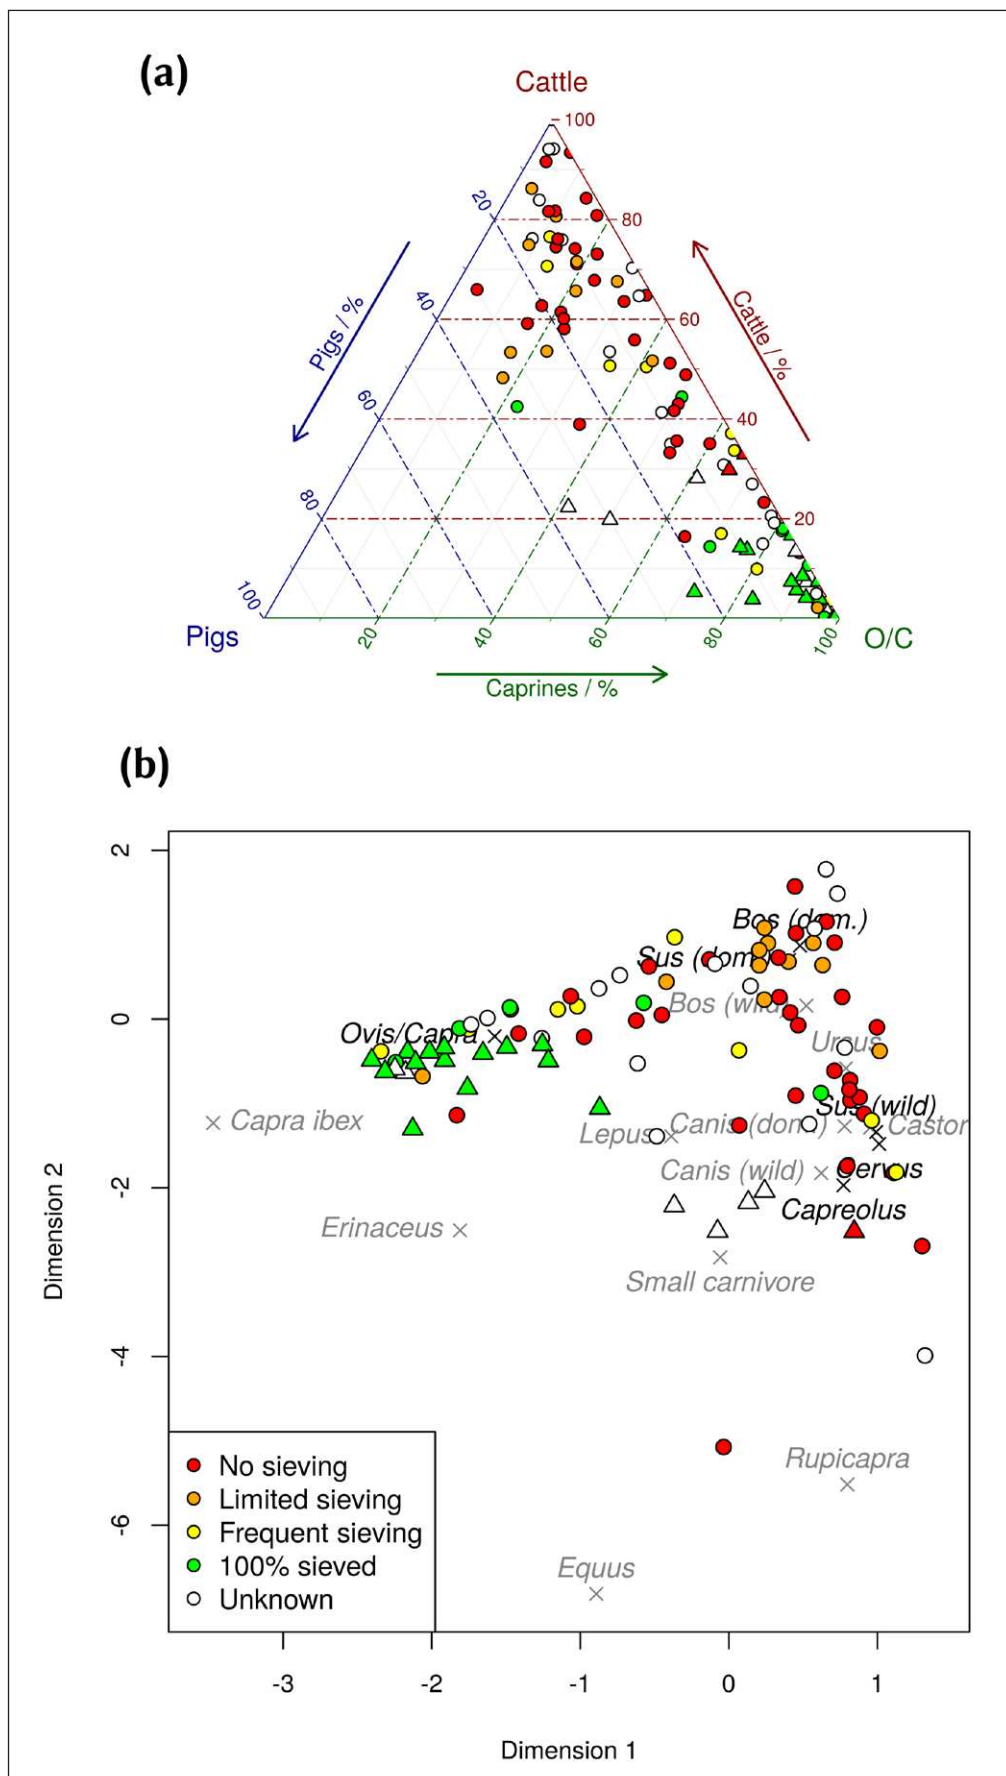 (a)
Cattle
100
20
80
40
60
Pigs / %
Cattle / %
60
40
80
20
100
Pigs
20
40
60
80
100
O/C
Caprines / %
(b)
2
Bos (dom.)
Sus (dom.)
Bos (wild)
0
Ovis/Capra
Ursus
Sus (wild)
Capra ibex
Lepus
Canis (dom.)
Castor
Canis (wild)
Cervus
-2
Capreolus
Erinaceus
Small carnivore
Dimension 2
-4
No sieving
Rupicapra
Limited sieving
-6
Frequent sieving
100% sieved
Equus
Unknown
-3
-2
-1
0
1
Dimension 1